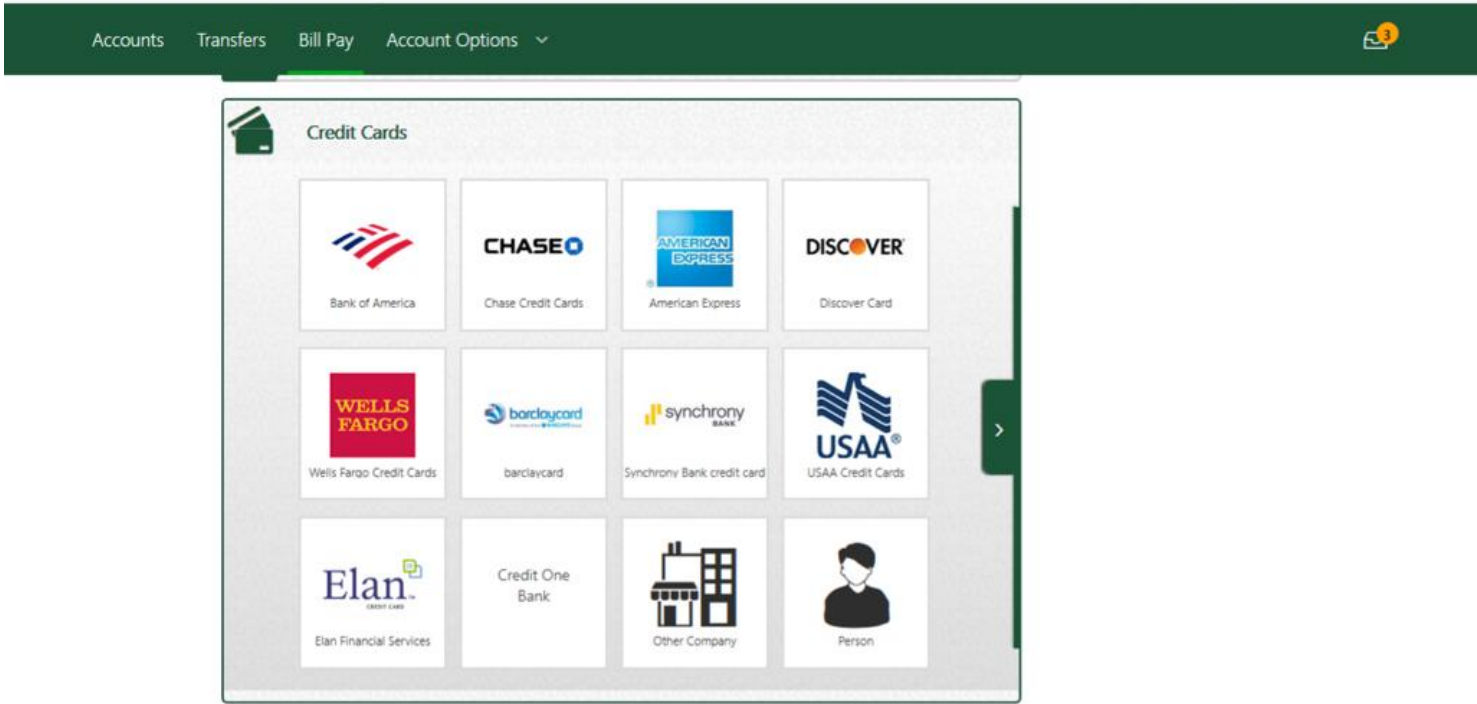 Accounts Transfers Bill Pay Account Options
3
Credit Cards
CHASE
AMERICAN
EXPRESS
®
DISCOVER
Bank of America Chase Credit Cards American Express Discover Card
WELLS
FARGO
barclaycard
synchrony
BANK
USAA®
Wells Fargo Credit Cards barclaycard Synchrony Bank credit card USAA Credit Cards
Elan
CREDIT CARD
Credit One
Bank
Elan Financial Services Other Company Person